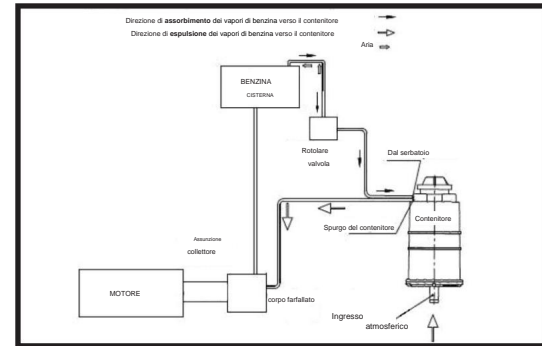 Direzione di assorbimento dei vapori di benzina verso il contenitore
Direzione di espulsione dei vapori di benzina verso il contenitore
Aria
BENZINA
CISTERNA
Rotolare
valvola
Dal serbatoio
Contenitore
Spurgo del contenitore
Assunzione
collettore
MOTORE
corpo farfallato
Ingresso
atmosferico